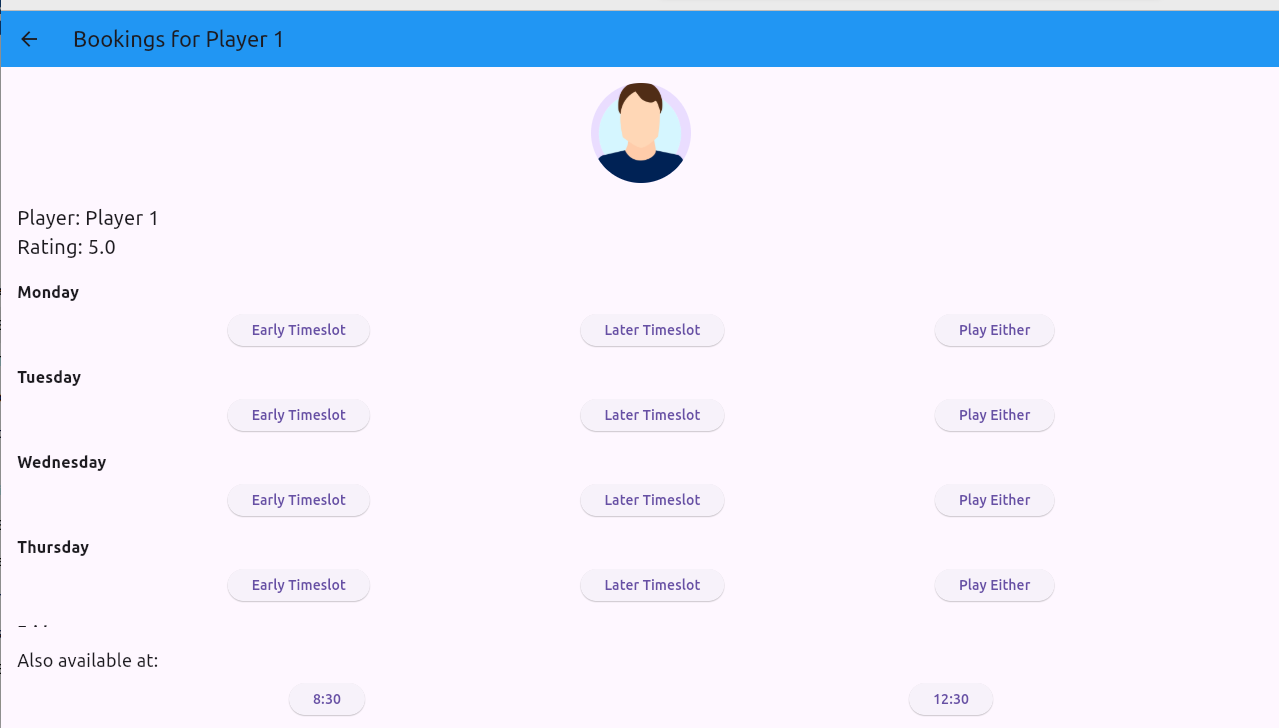 Bookings for Player 1
Player: Player 1
Rating: 5.0
Monday
Early Timeslot Later Timeslot Play Either
Tuesday
Early Timeslot Later Timeslot Play Either
Wednesday
Early Timeslot Later Timeslot Play Either
Thursday
Early Timeslot Later Timeslot Play Either
Also available at:
8:30 12:30